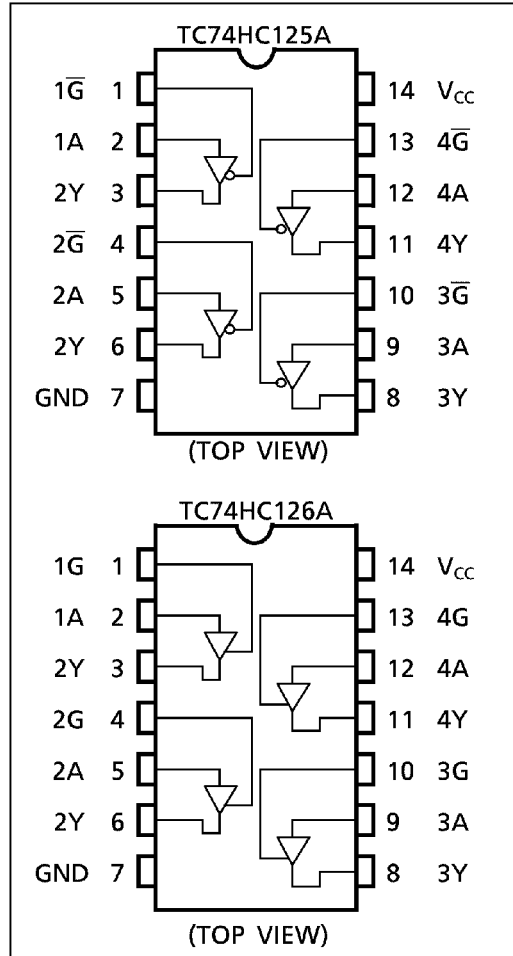 TC74HC125A
1G̅ 1 14 VCC
1A 2 13 4G̅
2Y 3 12 4A
2G̅ 4 11 4Y
2A 5 10 3G̅
2Y 6 9 3A
GND 7 8 3Y
(TOP VIEW)
TC74HC126A
1G 1 14 VCC
1A 2 13 4G
2Y 3 12 4A
2G 4 11 4Y
2A 5 10 3G
2Y 6 9 3A
GND 7 8 3Y
(TOP VIEW)